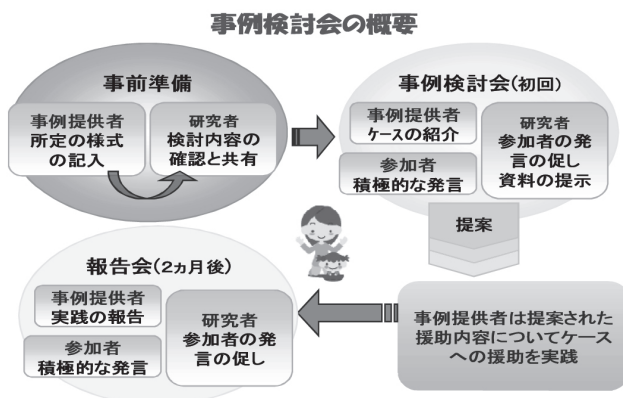 事例検討会の概要
事前準備
事例提供者
所定の様式
の記入
研究者
検討内容の
確認と共有
事例検討会(初回)
事例提供者
ケースの紹介
参加者
積極的な発言
研究者
参加者の発
言の促し
資料の提示
提案
事例提供者は提案された
援助内容についてケース
への援助を実践
報告会(2ヵ月後)
事例提供者
実践の報告
参加者
積極的な発言
研究者
参加者の発
言の促し